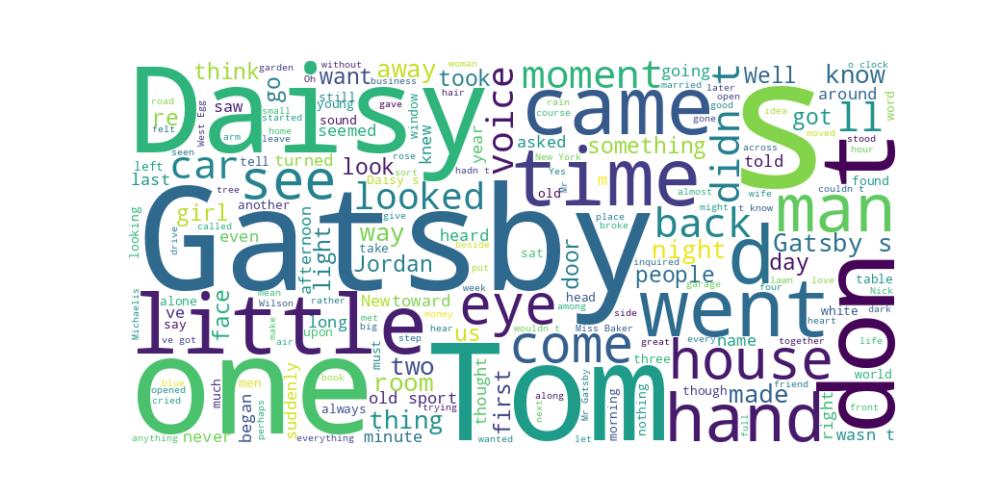 Daisy
think
garden
Oh
without
woman
want
business
away
took
moment
going
married
later
open
Well
o clock
know
road
re
felt
West Egg
saw
go
small
started
still
young
gave
hair
window
voice
came
good
gone
didn t
S
idea
moved
around
got
ll
word
stood
hour
t
home
leave
arm
sound
seemed
knew
year
rain
course
asked
something
across
told
couldn t
found
seen
left
last
car
tell
turned
look
rose
sort
Daisy s
hadn t
New York
Yes
Mr
time
m
old
almost
wife
man
looking
tree
another
see
looked
give
might
t know
girl
called
even
drive
Gatsby
way
heard
beside
place
broke
back
night
d
Gatsby s
afternoon
light
take
Jordan
put
sat
door
inquired
people
garage
day
lawn
four
love
table
Nick
don
Michaelis
little
alone
ve
say
face
mean
Wilson
rather
New
toward
week
eye
head
among
side
went
white
dark
heart
make
air
long
upon
met
big
money
us
wouldn t
Miss Baker
great
every
name
together
life
ve got
step
hear
come
three
house
world
one
blue
opened
cried
much
men
began
perhaps
suddenly
book
must
two
room
old sport
always
trying
thing
minute
Tom
thought
first
along
next
Mr Gatsby
morning
nothing
though
made
friend
hand
full
right
front
wasn t
anything
never
everything
wanted
let